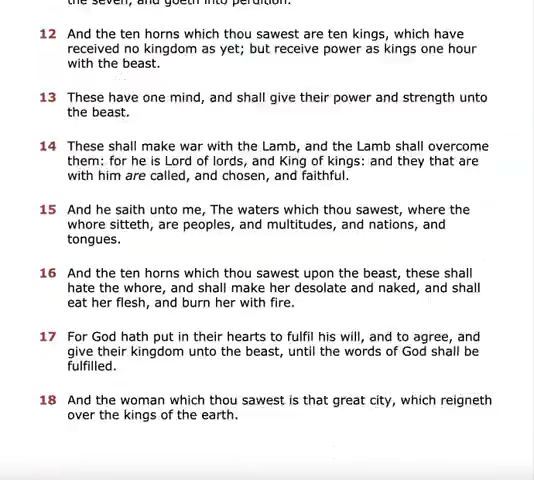 the seven, and goeth into perdition.
12 And the ten horns which thou sawest are ten kings, which have
received no kingdom as yet; but receive power as kings one hour
with the beast.
13 These have one mind, and shall give their power and strength unto
the beast.
14 These shall make war with the Lamb, and the Lamb shall overcome
them: for he is Lord of lords, and King of kings: and they that are
with him are called, and chosen, and faithful.
15 And he saith unto me, The waters which thou sawest, where the
whore sitteth, are peoples, and multitudes, and nations, and
tongues.
16 And the ten horns which thou sawest upon the beast, these shall
hate the whore, and shall make her desolate and naked, and shall
eat her flesh, and burn her with fire.
17 For God hath put in their hearts to fulfil his will, and to agree, and
give their kingdom unto the beast, until the words of God shall be
fulfilled.
18 And the woman which thou sawest is that great city, which reigneth
over the kings of the earth.